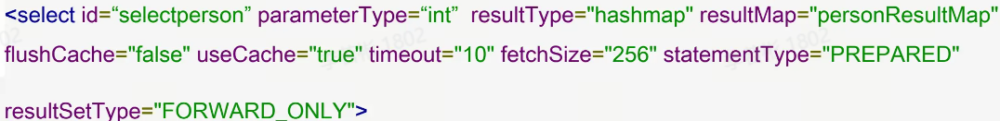 <select id=“selectperson” parameterType=“int” resultType="hashmap" resultMap="personResultMap"
flushCache="false" useCache="true" timeout="10" fetchSize="256" statementType="PREPARED"
resultSetType="FORWARD_ONLY">